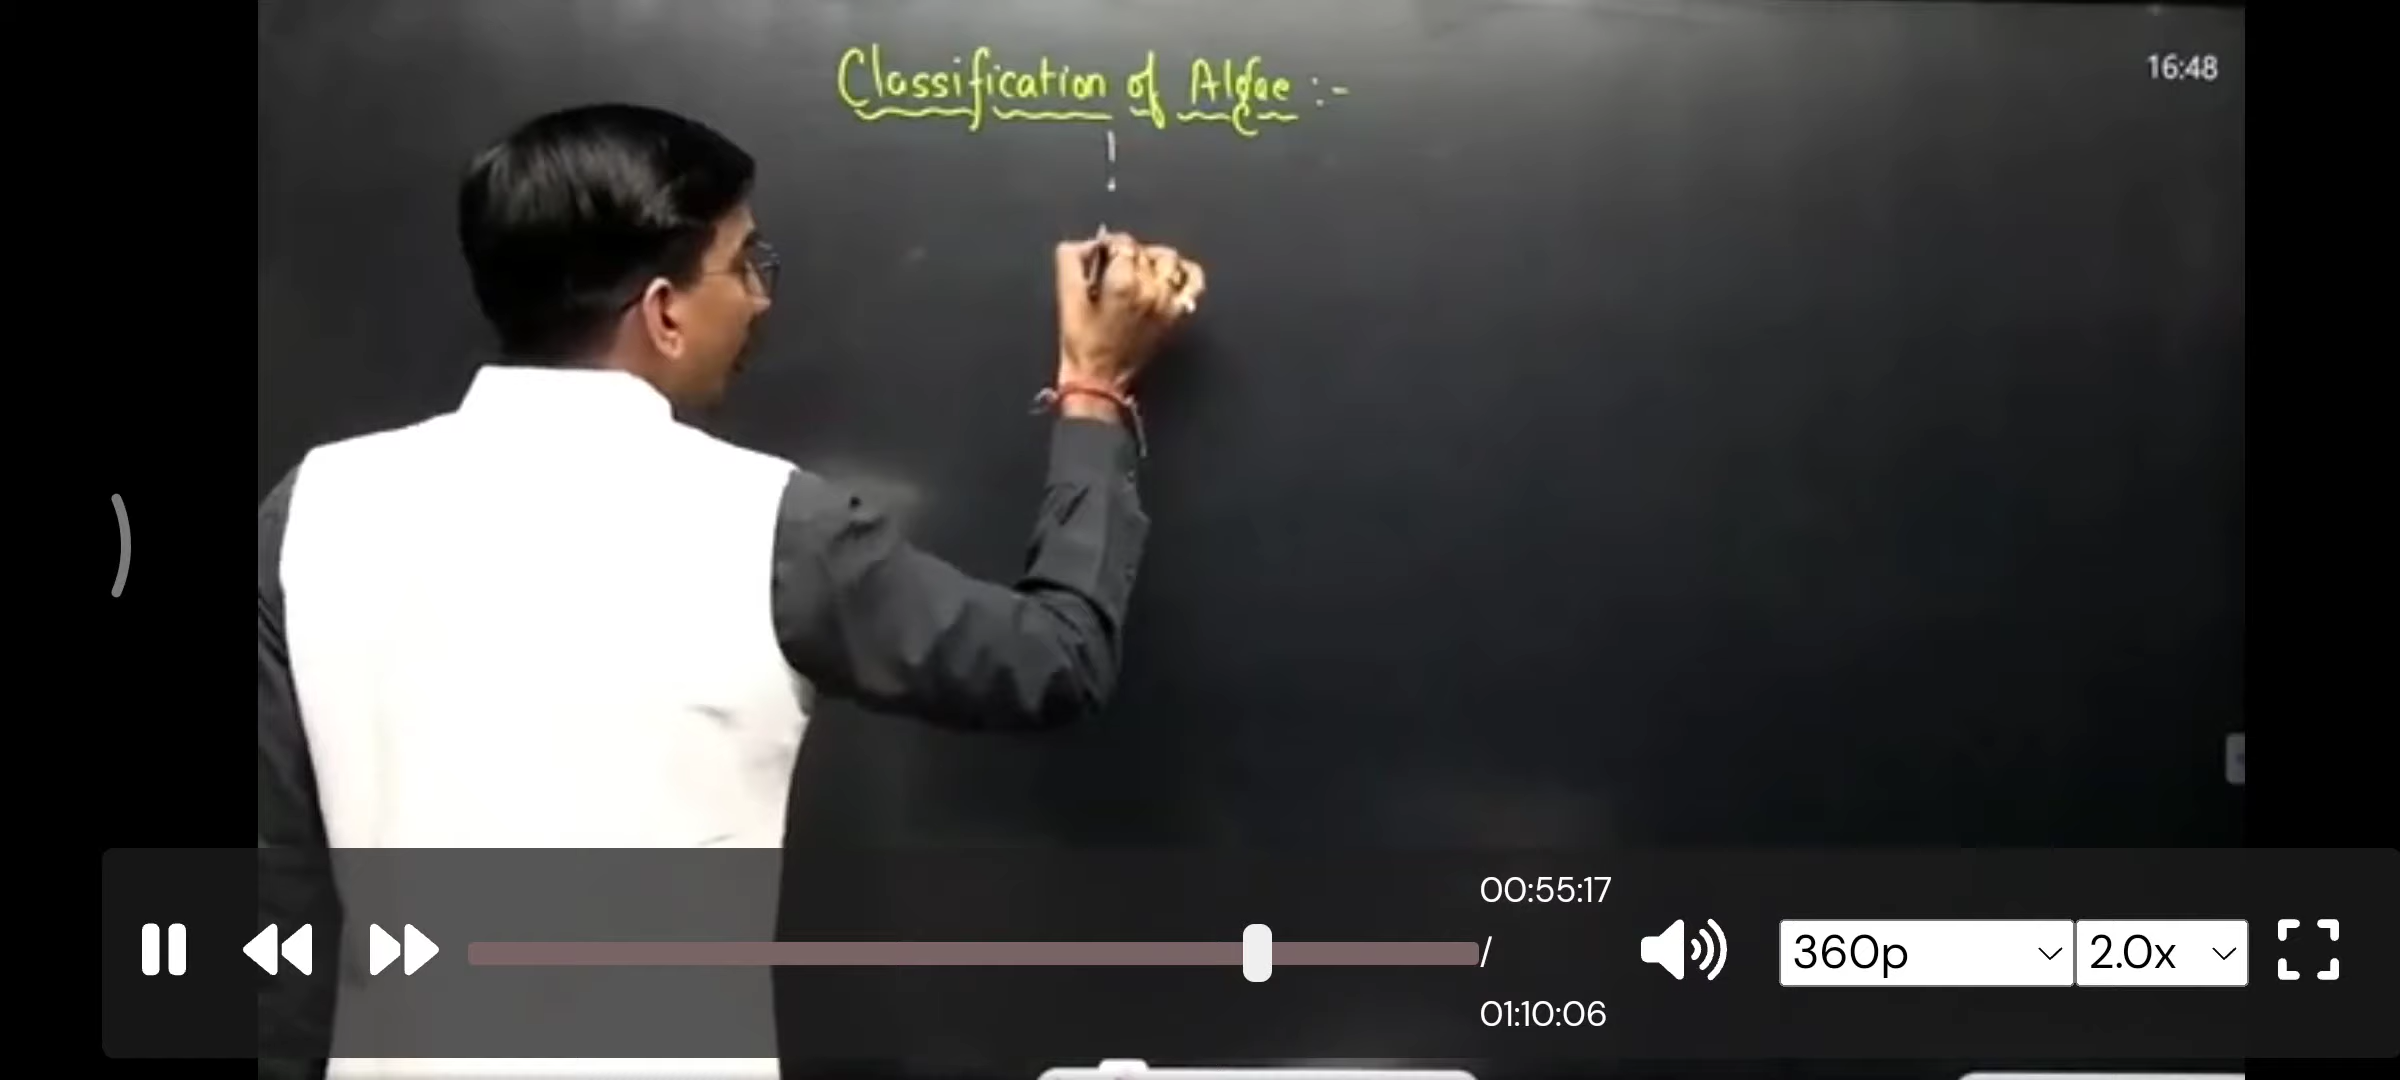 Classification of Algae :-
16:48
00:55:17
/
01:10:06
360p
2.0x